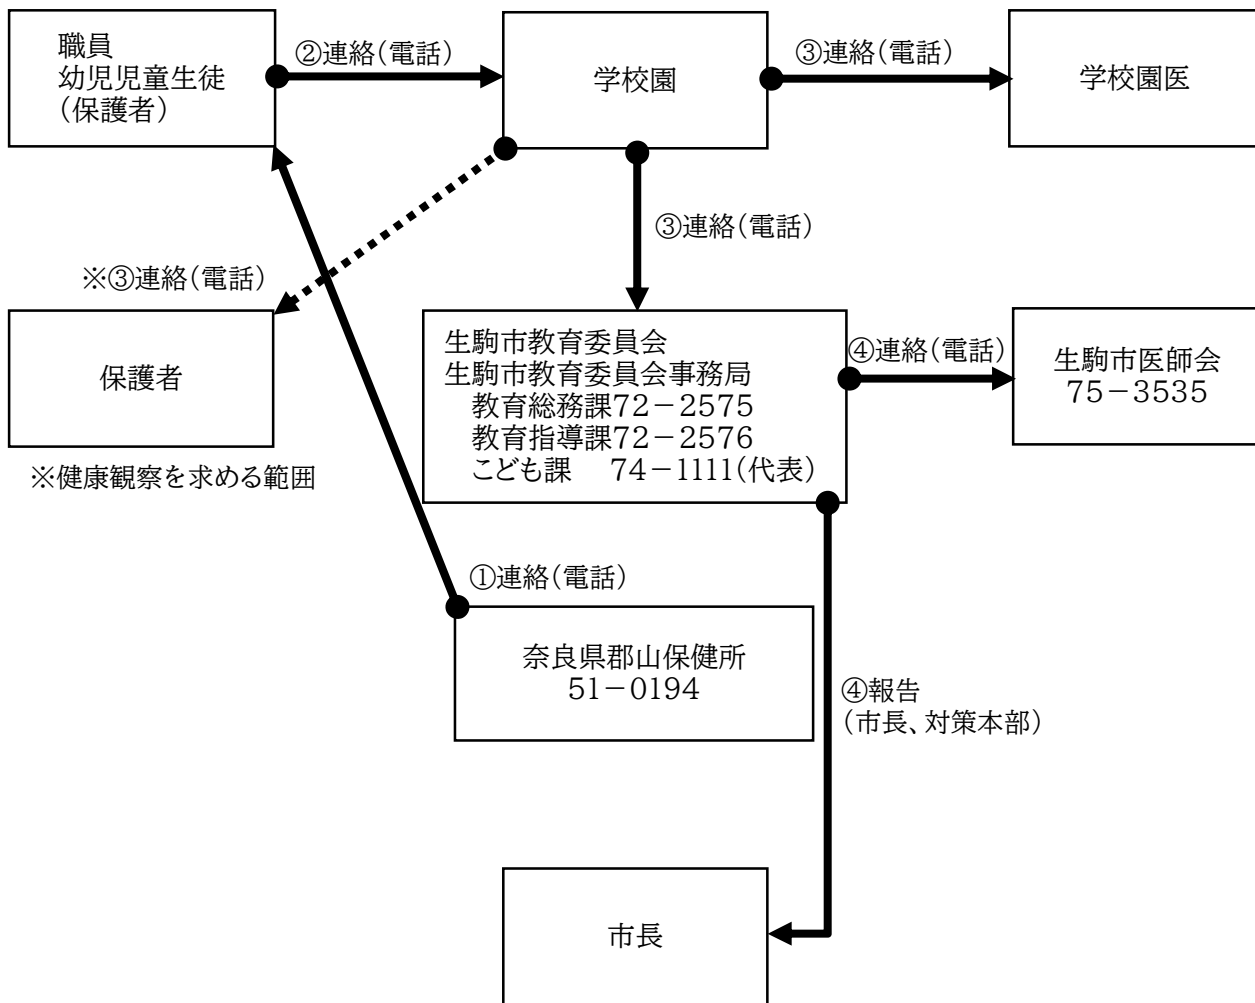 職員
幼児児童生徒
（保護者）
②連絡（電話）
学校園
③連絡（電話）
学校園医
③連絡（電話）
※③連絡（電話）
保護者
※健康観察を求める範囲
生駒市教育委員会
生駒市教育委員会事務局
教育総務課72－2575
教育指導課72－2576
こども課　74－1111（代表）
④連絡（電話）
生駒市医師会
75－3535
①連絡（電話）
奈良県郡山保健所
51－0194
④報告
（市長、対策本部）
市長